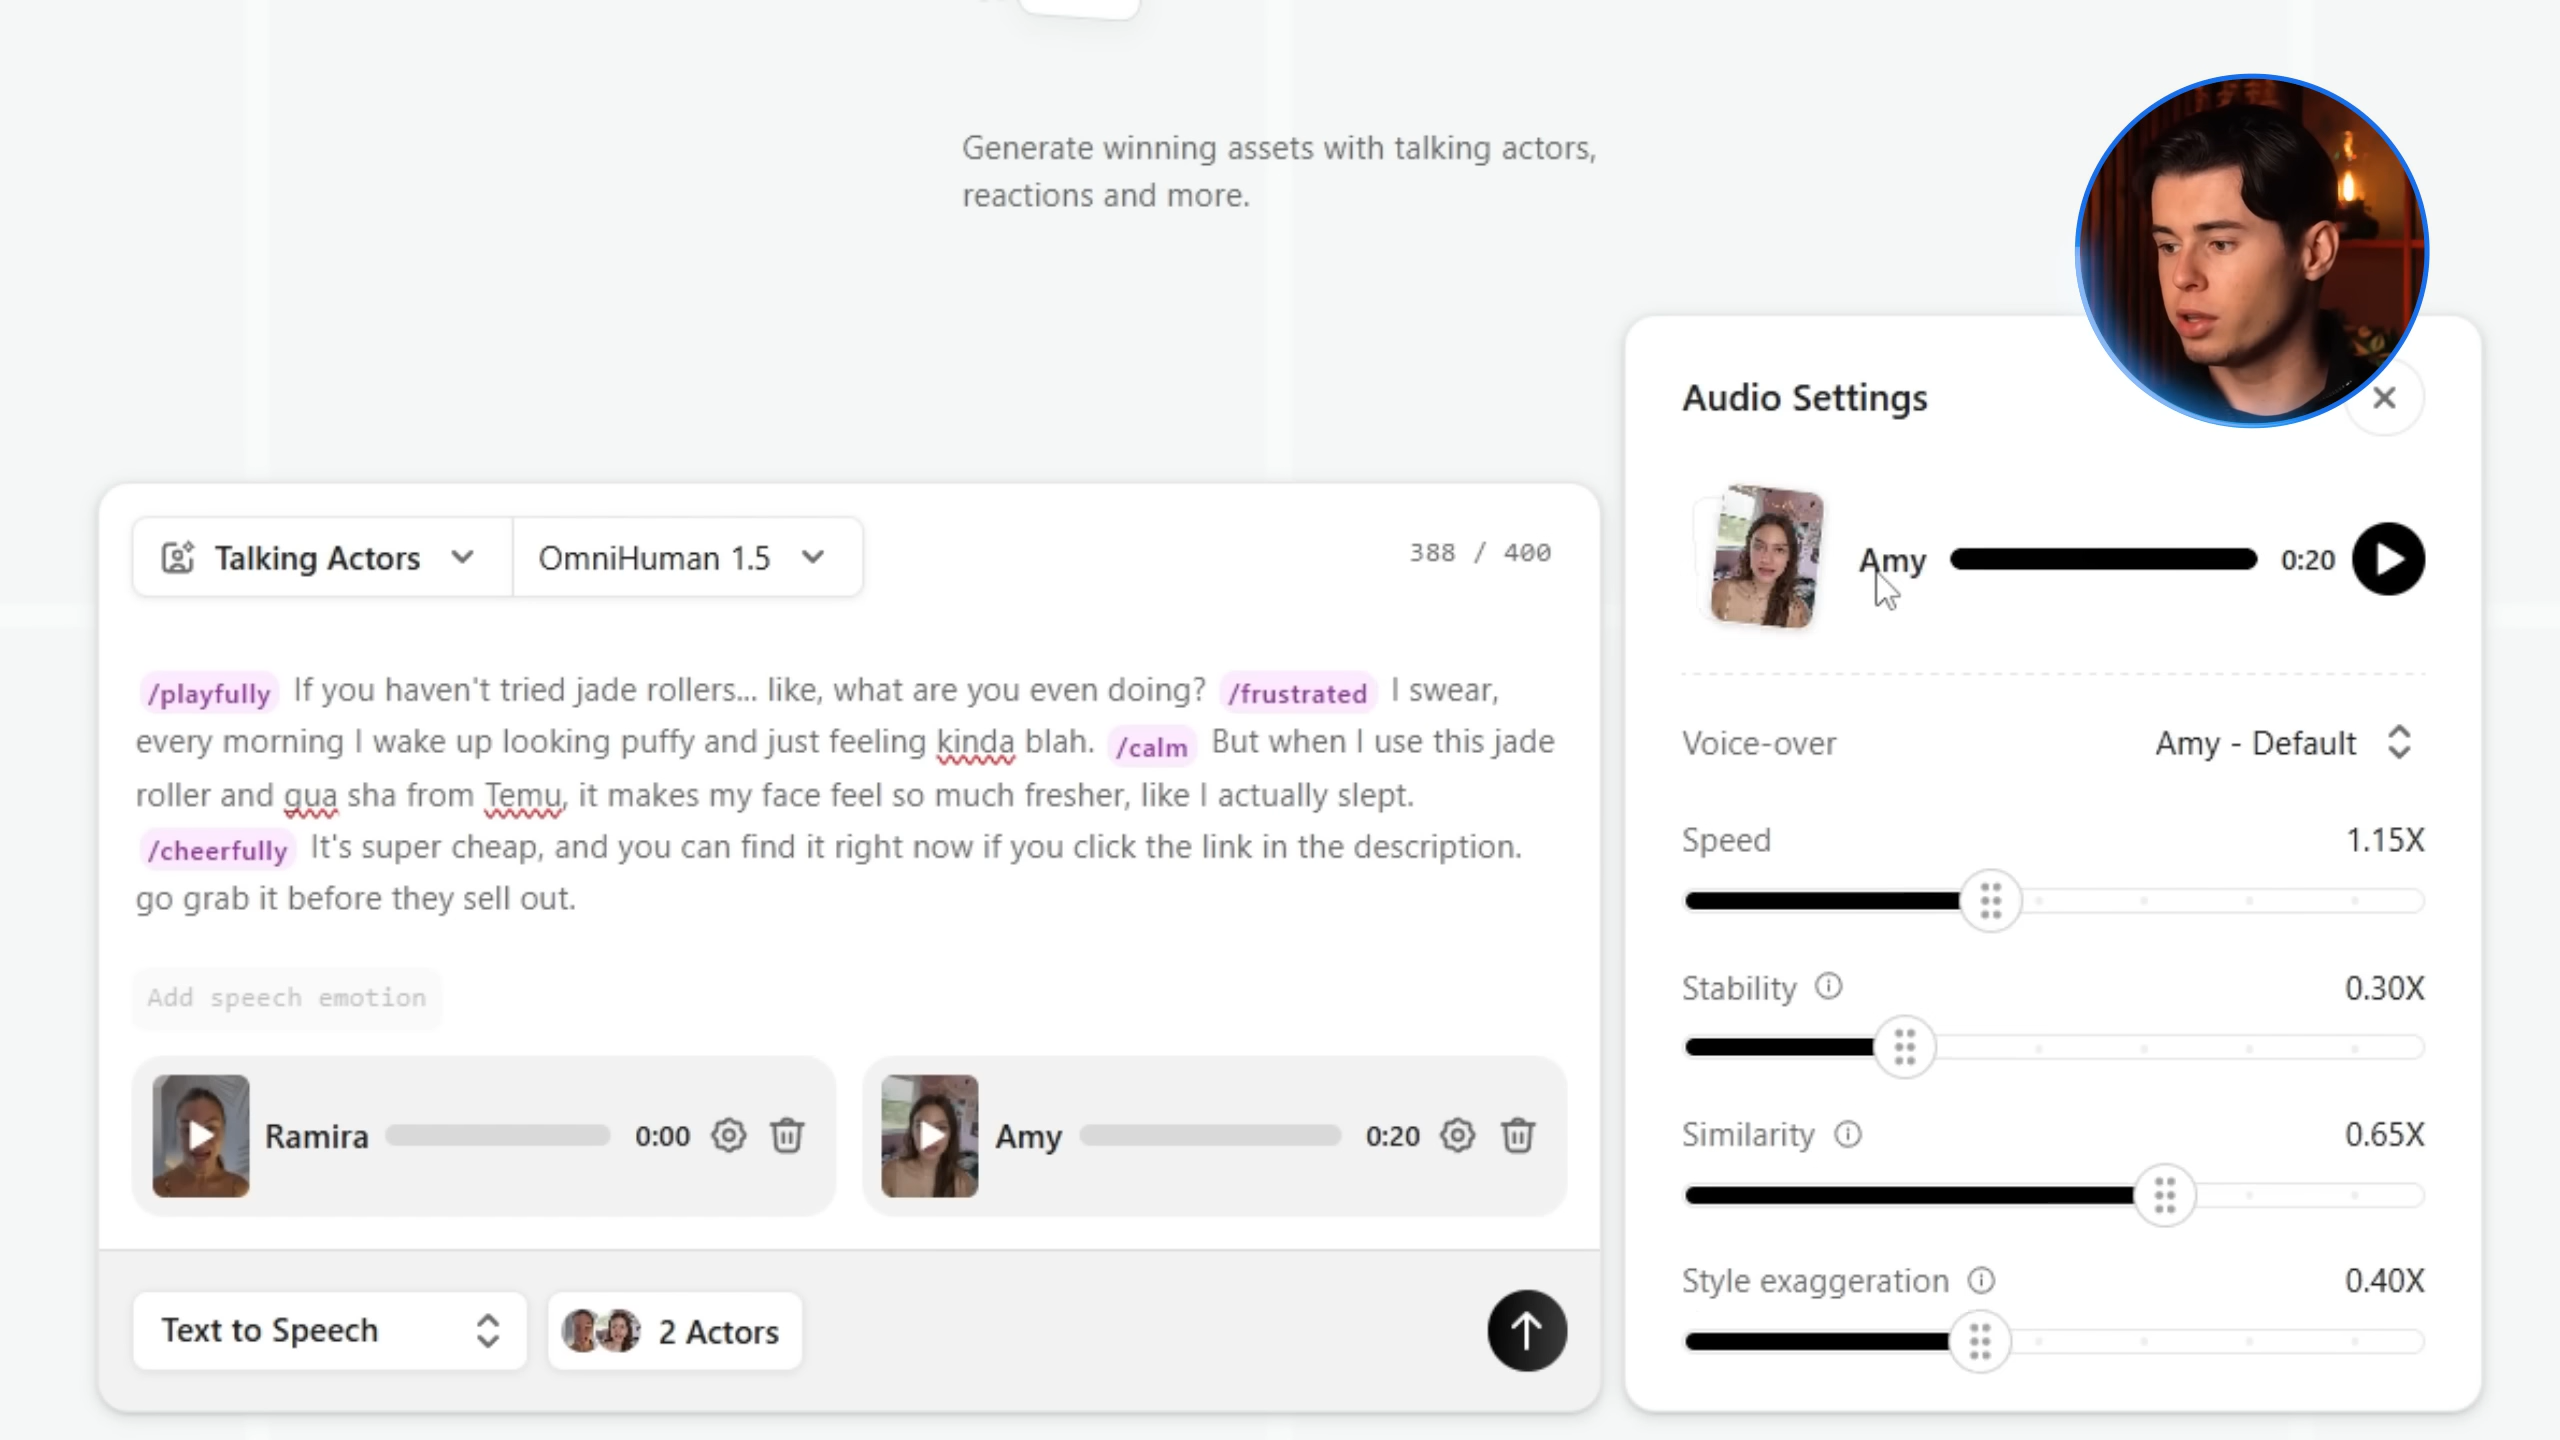 Generate winning assets with talking actors,
reactions and more.
Audio Settings
Amy 0:20
Voice-over Amy - Default
Speed 1.15X
Stability 0.30X
Similarity 0.65X
Style exaggeration 0.40X
Talking Actors OmniHuman 1.5 388 / 400
/playfully If you haven't tried jade rollers... like, what are you even doing? /frustrated I swear,
every morning I wake up looking puffy and just feeling kinda blah. /calm But when I use this jade
roller and gua sha from Temu, it makes my face feel so much fresher, like I actually slept.
/cheerfully It's super cheap, and you can find it right now if you click the link in the description.
go grab it before they sell out.
Add speech emotion
Ramira 0:00 Amy 0:20
Text to Speech 2 Actors